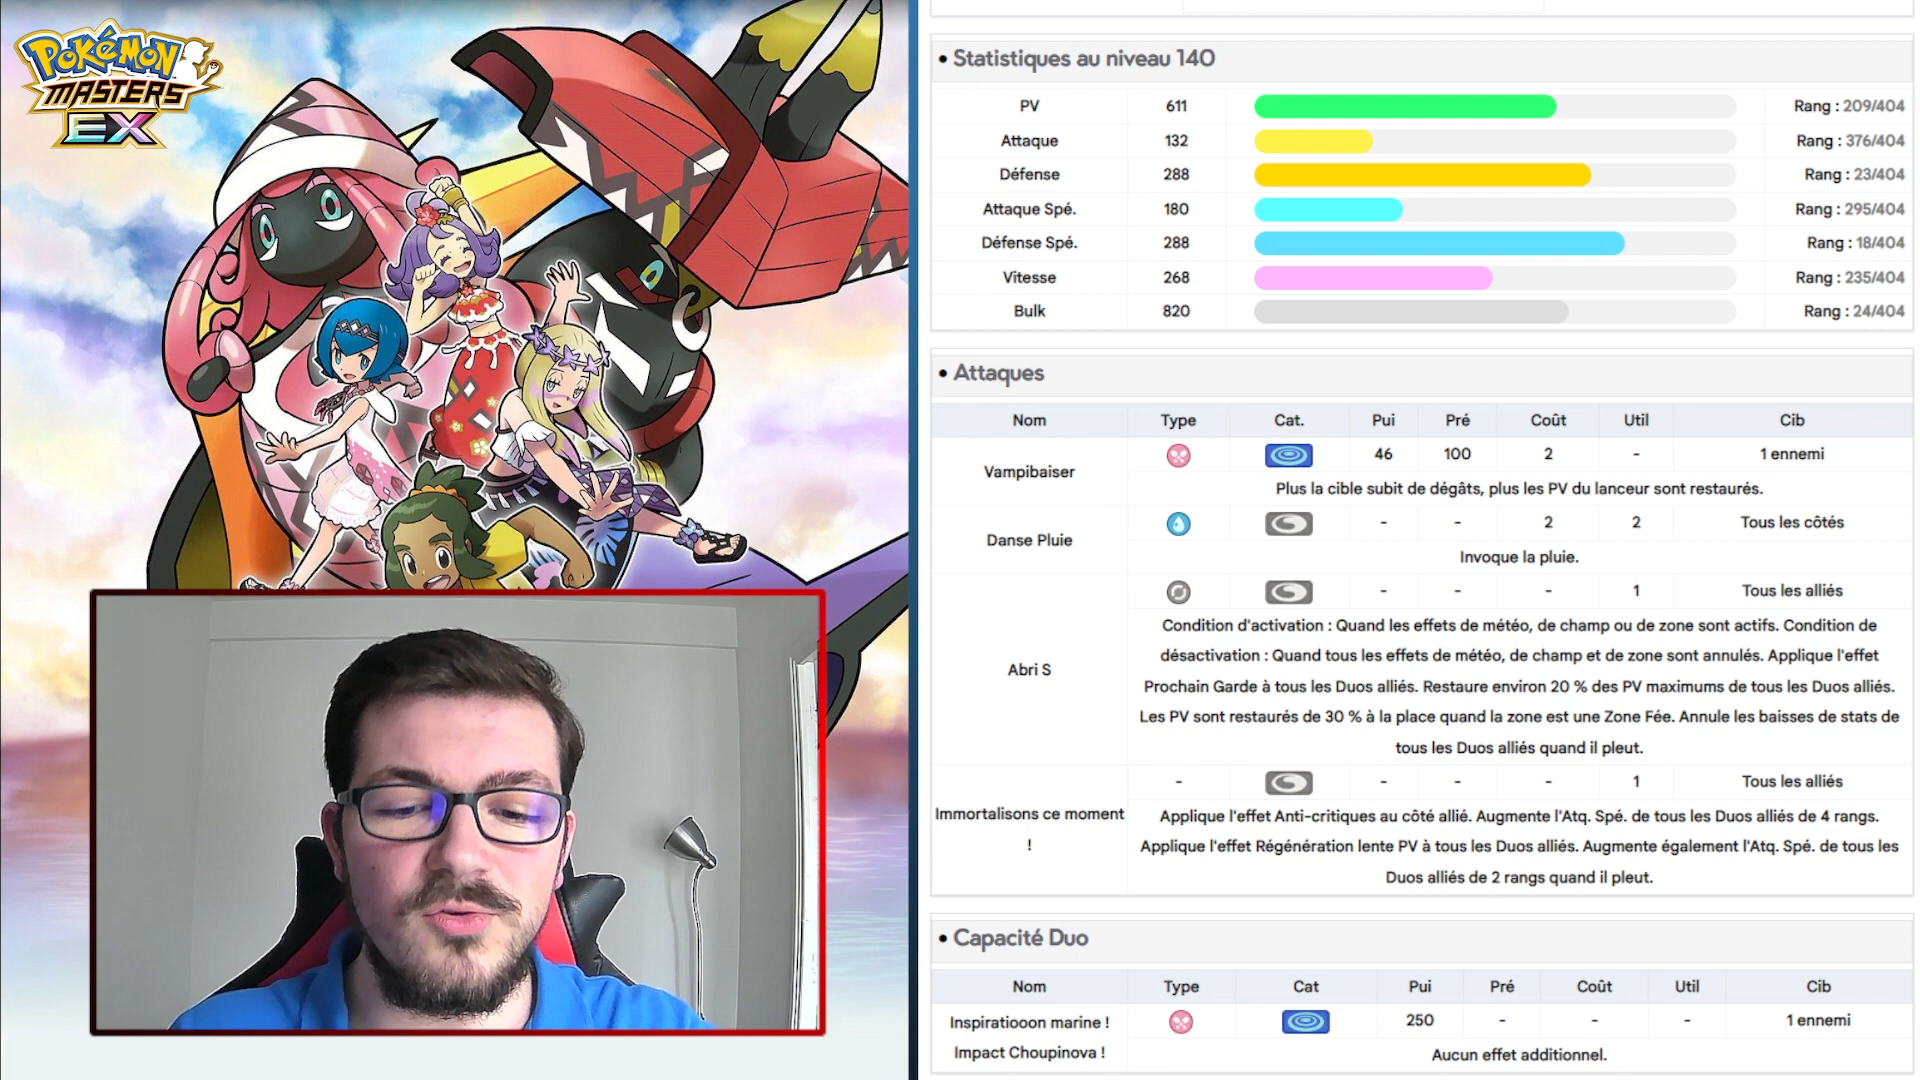 POKéMON
MASTERS
EX
• Statistiques au niveau 140
PV 611 Rang : 209/404
Attaque 132 Rang : 376/404
Défense 288 Rang : 23/404
Attaque Spé. 180 Rang : 295/404
Défense Spé. 288 Rang : 18/404
Vitesse 268 Rang : 235/404
Bulk 820 Rang : 24/404
• Attaques
Nom Type Cat. Pui Pré Coût Util Cib
Vampibaiser 46 100 2 - 1 ennemi
Plus la cible subit de dégâts, plus les PV du lanceur sont restaurés.
Danse Pluie - - 2 2 Tous les côtés
Invoque la pluie.
Abri S - - - 1 Tous les alliés
Condition d'activation : Quand les effets de météo, de champ ou de zone sont actifs. Condition de
désactivation : Quand tous les effets de météo, de champ et de zone sont annulés. Applique l'effet
Prochain Garde à tous les Duos alliés. Restaure environ 20 % des PV maximums de tous les Duos alliés.
Les PV sont restaurés de 30 % à la place quand la zone est une Zone Fée. Annule les baisses de stats de
tous les Duos alliés quand il pleut.
Immortalisons ce moment
!
- - - - 1 Tous les alliés
Applique l'effet Anti-critiques au côté allié. Augmente l'Atq. Spé. de tous les Duos alliés de 4 rangs.
Applique l'effet Régénération lente PV à tous les Duos alliés. Augmente également l'Atq. Spé. de tous les
Duos alliés de 2 rangs quand il pleut.
• Capacité Duo
Nom Type Cat Pui Pré Coût Util Cib
Inspiratiooon marine !
Impact Choupinova !
250 - - - 1 ennemi
Aucun effet additionnel.